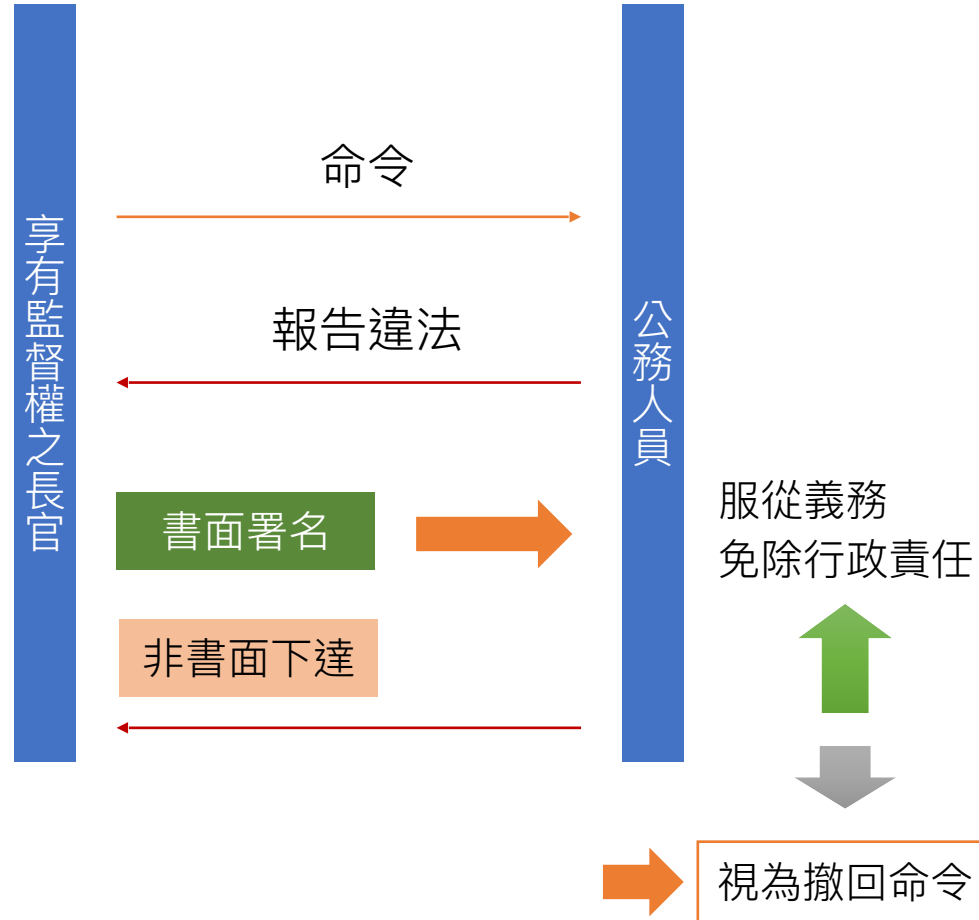 享有監督權之長官
命令
報告違法
公務人員
書面署名
服從義務
免除行政責任
非書面下達
視為撤回命令